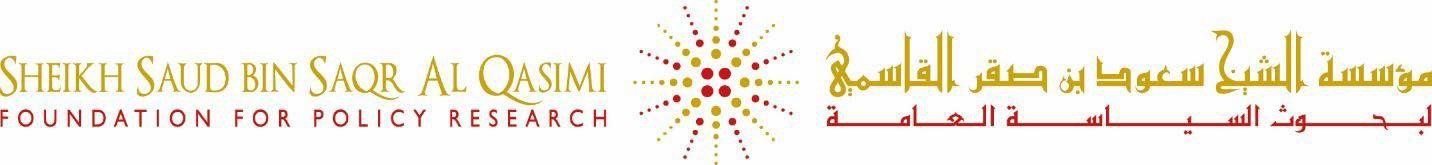 SHEIKH SAUD BIN SAQR AL QASIMI
FOUNDATION FOR POLICY RESEARCH
مؤسسة الشيخ سعود بن صقر القاسمي
لبحوث السياسة العامة